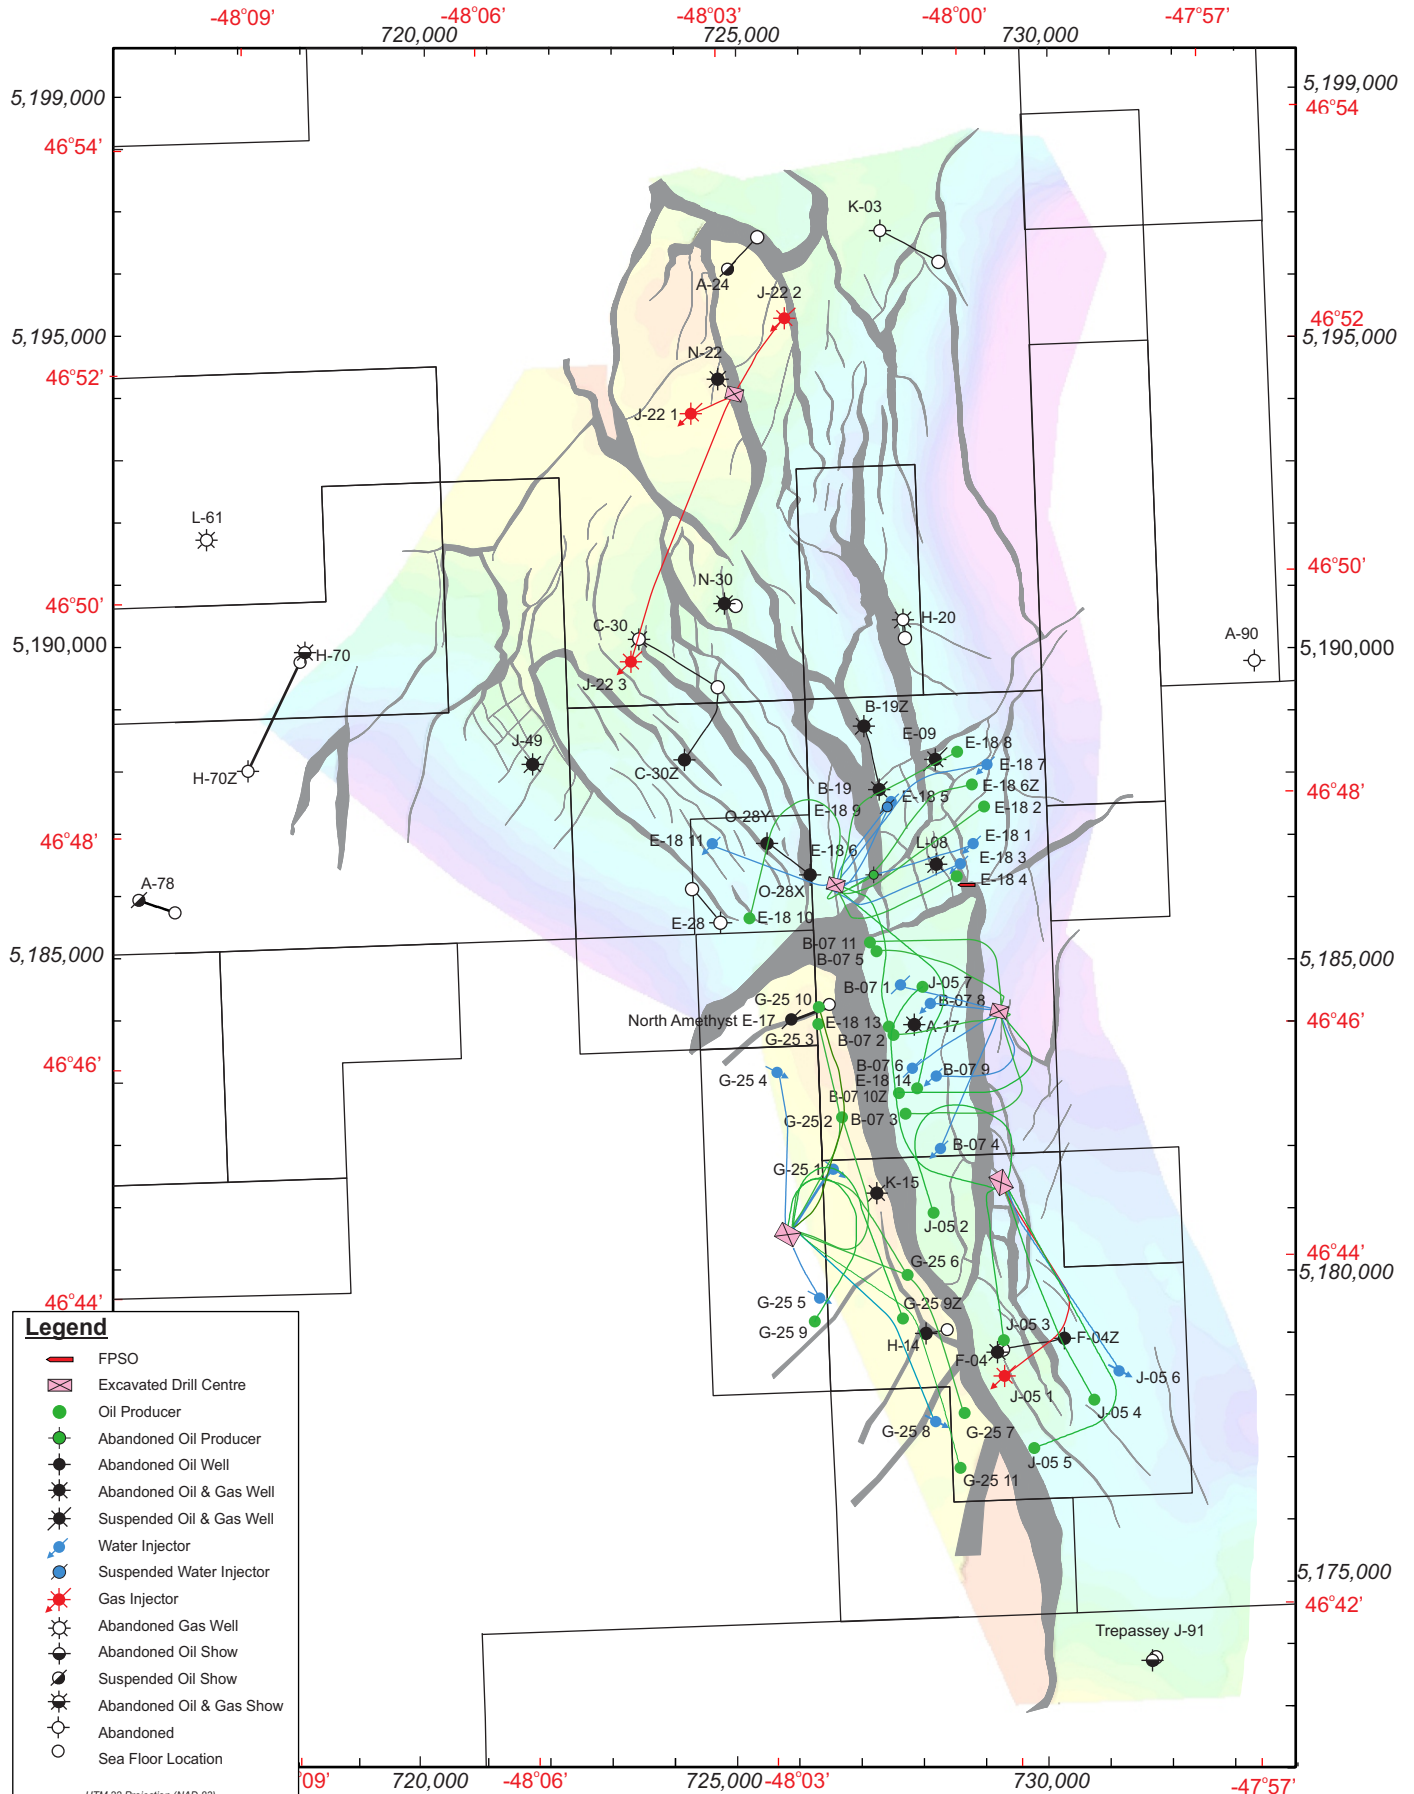 -48°09' -48°06' -48°03' -48°00' -47°57'
720,000 725,000 730,000
5,199,000 5,199,000
46°54
46°54'
K-03
A-24
J-22 2
46°52
5,195,000 5,195,000
N-22
46°52'
J-22 1
L-61
46°50'
N-30
46°50'
C-30 H-20
A-90
5,190,000 5,190,000
H-70
J-22 3
B-19Z
E-09 E-18 8
J-49
E-18 7
C-30Z
H-70Z
E-18 6Z
B-19
E-18 5
46°48'
E-18 9
E-18 2
O-28Y
46°48'
E-18 11
E-18 1
L-08
E-18 6
E-18 3
E-18 4
A-78
O-28X
E-28
E-18 10
B-07 11
5,185,000 5,185,000
B-07 5
J-05 7
B-07 1
G-25 10
B-07 8
North Amethyst E-17
E-18 13
A-17
46°46'
G-25 3
B-07 2
46°46'
B-07 6
B-07 9
G-25 4
E-18 14
B-07 10Z
G-25 2
B-07 3
B-07 4
G-25 1
K-15
J-05 2
46°44'
G-25 6
5,180,000
46°44'
G-25 5
G-25 9Z
G-25 9
J-05 3
H-14
F-04Z
F-04
J-05 6
J-05 1
J-05 4
G-25 8
G-25 7
J-05 5
G-25 11
5,175,000
46°42'
Trepassey J-91
Legend
FPSO
Excavated Drill Centre
Oil Producer
Abandoned Oil Producer
Abandoned Oil Well
Abandoned Oil & Gas Well
Suspended Oil & Gas Well
Water Injector
Suspended Water Injector
Gas Injector
Abandoned Gas Well
Abandoned Oil Show
Suspended Oil Show
Abandoned Oil & Gas Show
Abandoned
Sea Floor Location
°09' 720,000 -48°06' 725,000 -48°03' 730,000 -47°57'